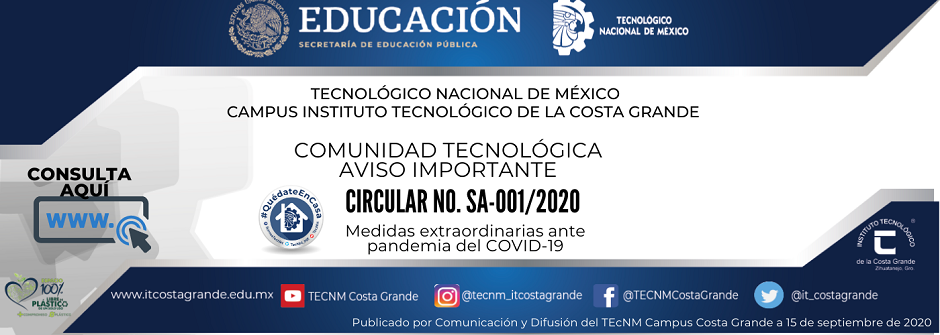 EDUCACIÓN
SECRETARÍA DE EDUCACIÓN PÚBLICA
TECNOLÓGICO
NACIONAL DE MÉXICO
TECNOLÓGICO NACIONAL DE MÉXICO
CAMPUS INSTITUTO TECNOLÓGICO DE LA COSTA GRANDE
COMUNIDAD TECNOLÓGICA
AVISO IMPORTANTE
CONSULTA
AQUÍ
WWW.
#QuédateEnCasa
CIRCULAR NO. SA-001/2020
Medidas extraordinarias ante
pandemia del COVID-19
INSTITUTO TECNOLÓGICO
®
de la Costa Grande
Zihuatanejo, Gro.
100%
LIBRE DE
PLÁSTICO
www.itcostagrande.edu.mx
TECNM Costa Grande
@tecnm_itcostagrande
@TECNMCostaGrande
@it_costagrande
Publicado por Comunicación y Difusión del TEcNM Campus Costa Grande a 15 de septiembre de 2020